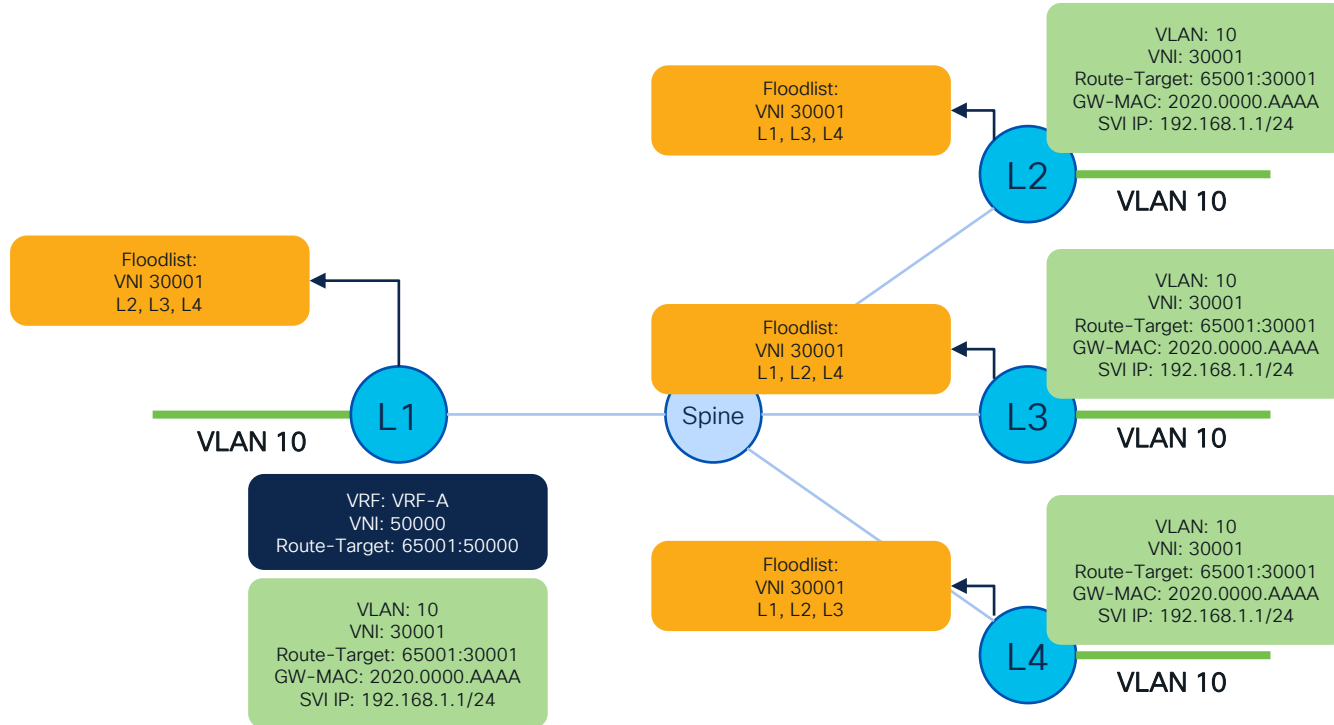 VLAN: 10
VNI: 30001
Route-Target: 65001:30001
GW-MAC: 2020.0000.AAAA
SVI IP: 192.168.1.1/24
Floodlist:
VNI 30001
L1, L3, L4
L2
VLAN 10
Floodlist:
VNI 30001
L2, L3, L4
VLAN: 10
VNI: 30001
Route-Target: 65001:30001
GW-MAC: 2020.0000.AAAA
SVI IP: 192.168.1.1/24
Floodlist:
VNI 30001
L1, L2, L4
L1
Spine
L3
VLAN 10
VLAN 10
VRF: VRF-A
VNI: 50000
Route-Target: 65001:50000
VLAN: 10
VNI: 30001
Route-Target: 65001:30001
GW-MAC: 2020.0000.AAAA
SVI IP: 192.168.1.1/24
Floodlist:
VNI 30001
L1, L2, L3
VLAN: 10
VNI: 30001
Route-Target: 65001:30001
GW-MAC: 2020.0000.AAAA
SVI IP: 192.168.1.1/24
L4
VLAN 10